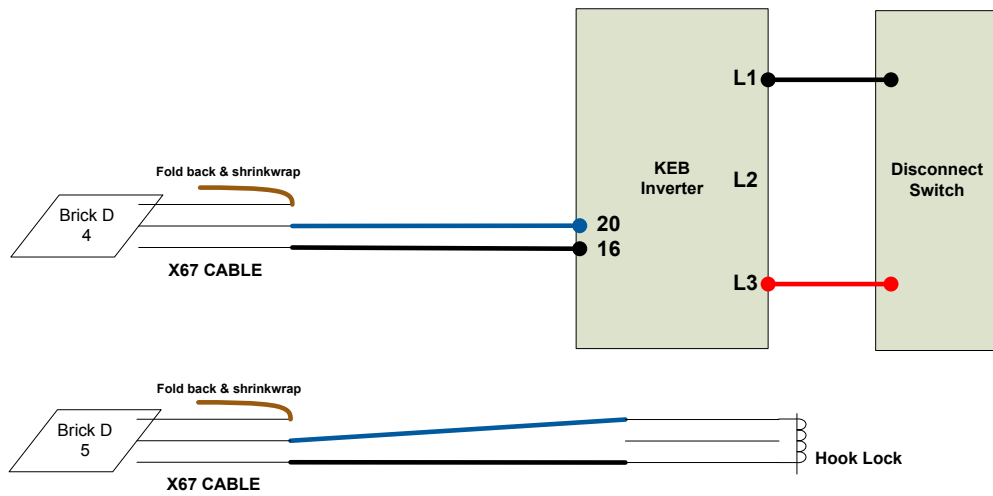 L1
KEB
Inverter
L2
Disconnect
Switch
Fold back & shrinkwrap
Brick D
4
20
16
X67 CABLE
L3
Fold back & shrinkwrap
Brick D
5
Hook Lock
X67 CABLE